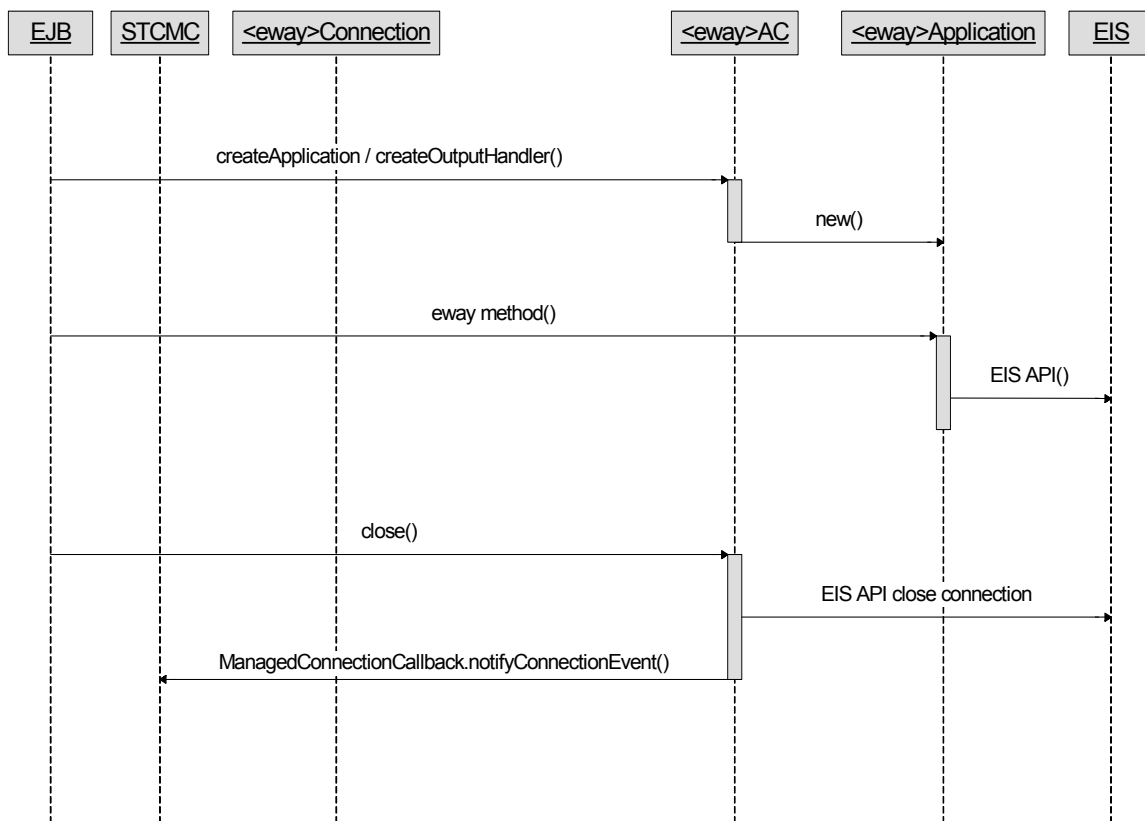 EJB
STCMC
<eway>Connection
<eway>AC
<eway>Application
EIS
createApplication / createOutputHandler()
new()
eway method()
EIS API()
close()
EIS API close connection
ManagedConnectionCallback.notifyConnectionEvent()